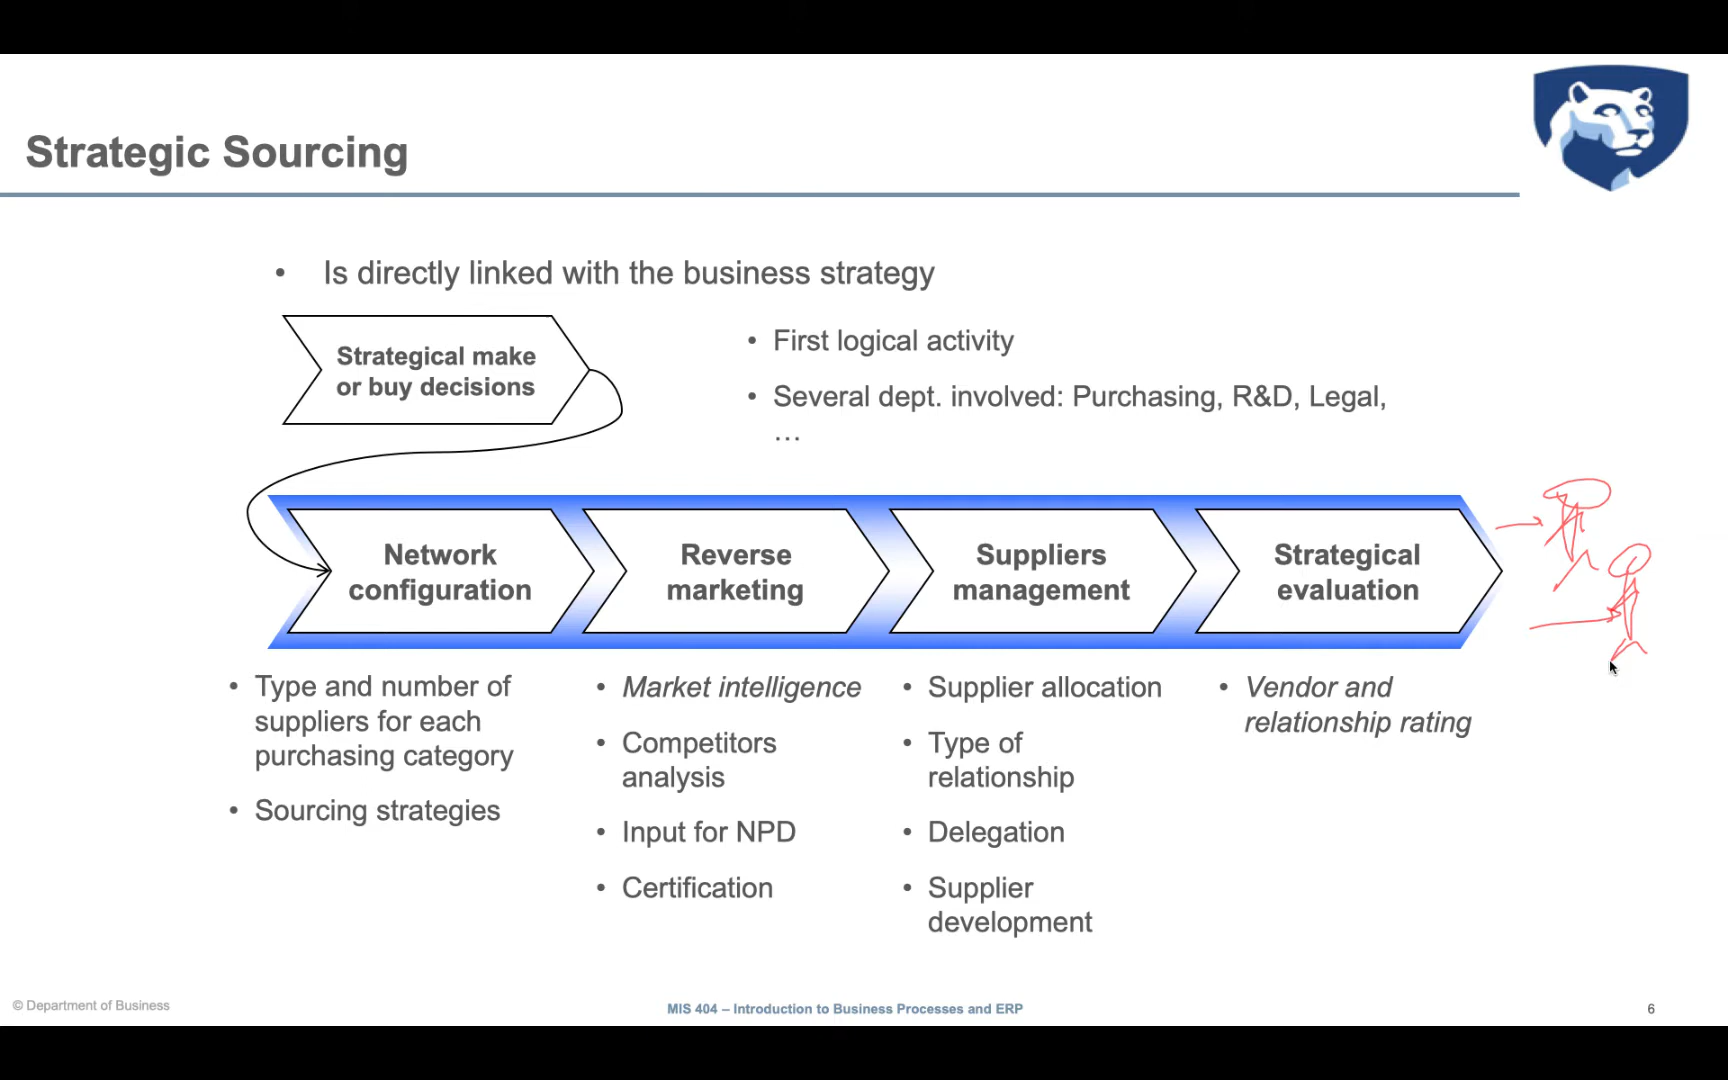 Strategic Sourcing
• Is directly linked with the business strategy
Strategical make
or buy decisions
• First logical activity
• Several dept. involved: Purchasing, R&D, Legal,
…
Network
configuration
Reverse
marketing
Suppliers
management
Strategical
evaluation
• Type and number of
suppliers for each
purchasing category
• Sourcing strategies
• Market intelligence
• Competitors
analysis
• Input for NPD
• Certification
• Supplier allocation
• Type of
relationship
• Delegation
• Supplier
development
• Vendor and
relationship rating
© Department of Business
MIS 404 – Introduction to Business Processes and ERP
6